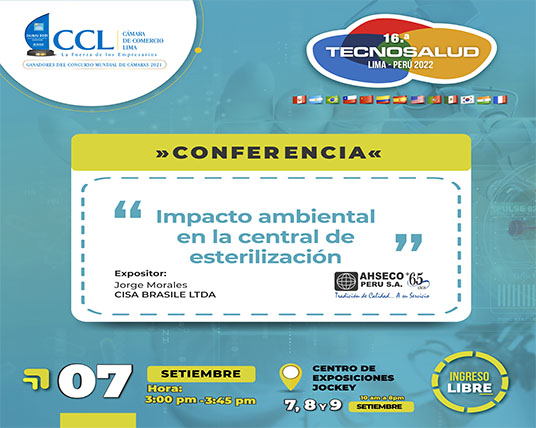 CCL
CÁMARA
DE COMERCIO
LIMA
La Fuerza de los Empresarios
GANADORES DEL CONCURSO MUNDIAL DE CÁMARAS 2021
16.ª
TECNOSALUD
LIMA - PERÚ 2022
»CONFERENCIA«
“ Impacto ambiental
en la central de
esterilización ”
Expositor:
Jorge Morales
CISA BRASILE LTDA
AHSECO
PERU S.A.
65
Tradición de Calidad... A su Servicio
07
SETIEMBRE
Hora:
3:00 pm -3:45 pm
CENTRO DE
EXPOSICIONES
JOCKEY
7, 8 Y 9
10 am a 8pm
SETIEMBRE
INGRESO
LIBRE